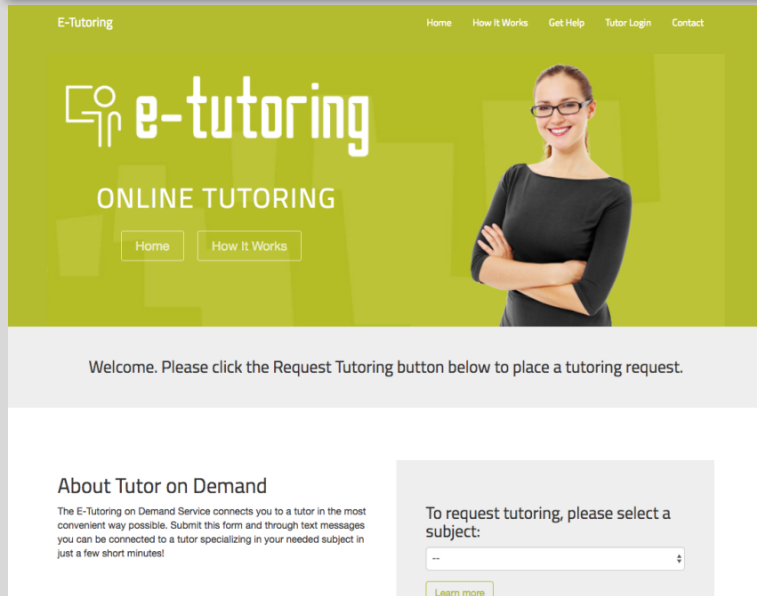 E-Tutoring
Home How It Works Get Help Tutor Login Contact
e-tutoring
ONLINE TUTORING
Home How It Works
Welcome. Please click the Request Tutoring button below to place a tutoring request.
About Tutor on Demand
The E-Tutoring on Demand Service connects you to a tutor in the most
convenient way possible. Submit this form and through text messages
you can be connected to a tutor specializing in your needed subject in
just a few short minutes!
To request tutoring, please select a
subject:
--
Learn more